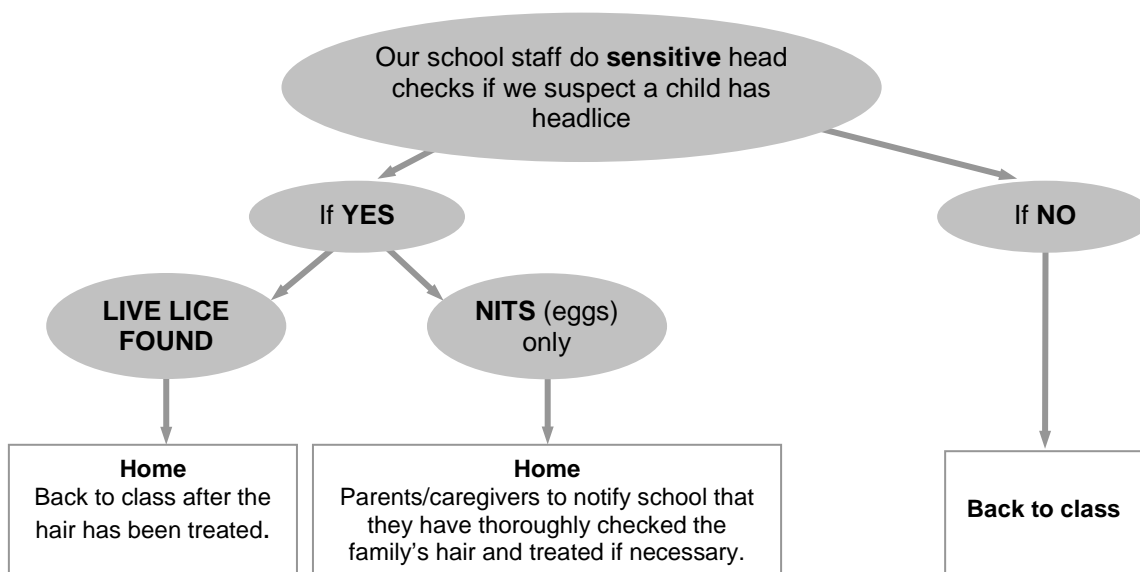 Our school staff do sensitive head
checks if we suspect a child has
headlice
If YES
If NO
LIVE LICE
FOUND
NITS (eggs)
only
Home
Back to class after the
hair has been treated.
Home
Parents/caregivers to notify school that
they have thoroughly checked the
family's hair and treated if necessary.
Back to class